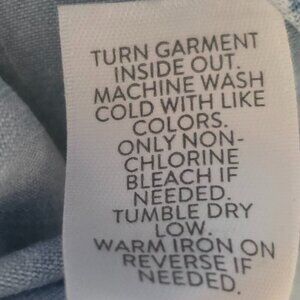 TURN GARMENT
INSIDE OUT.
MACHINE WASH
COLD WITH LIKE
COLORS.
ONLY NON-
CHLORINE
BLEACH IF
NEEDED.
TUMBLE DRY
LOW.
WARM IRON ON
REVERSE IF
NEEDED.